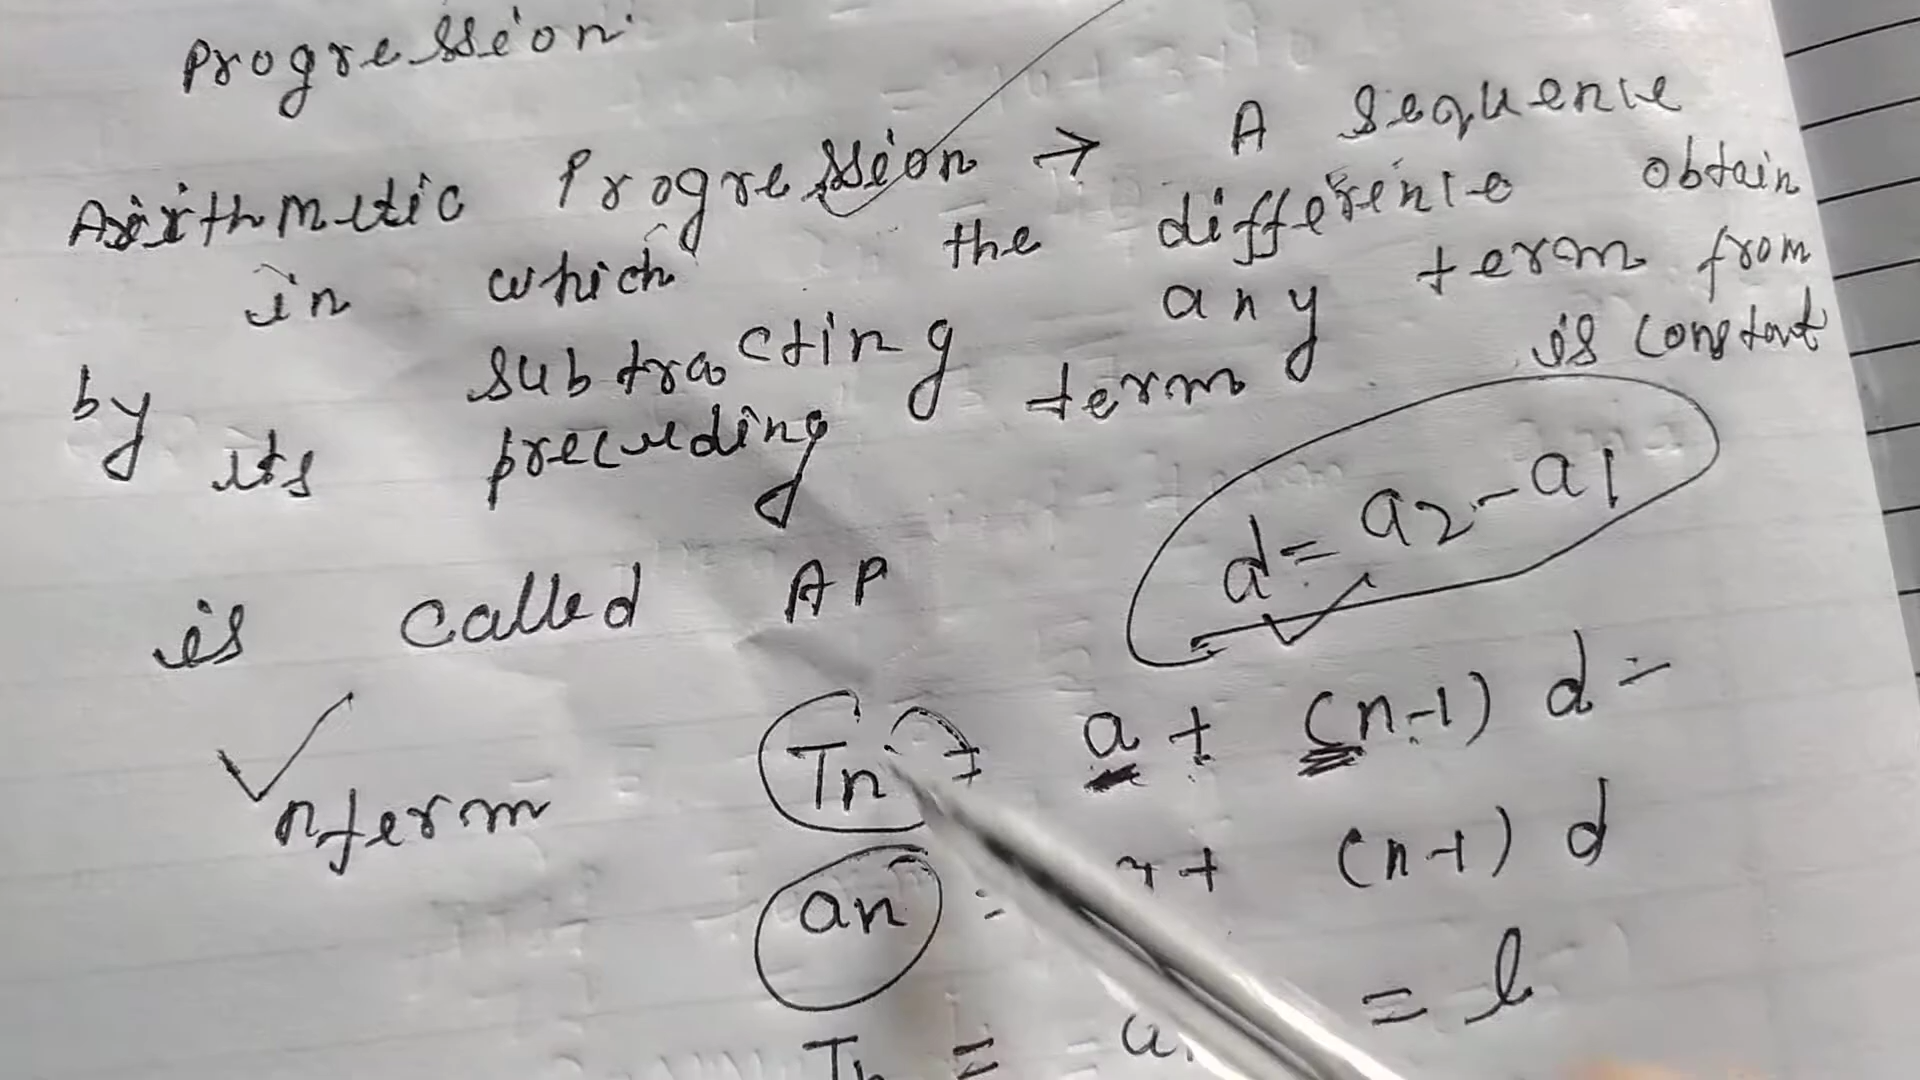 Progression
Arithmetic Progression → A sequence
in which the difference obtain
by subtracting any term from
its preceding term is constant
d = a2 - a1
is called AP
nterm Tn = a + (n-1) d =
an = + (n-1) d
Tn = = l